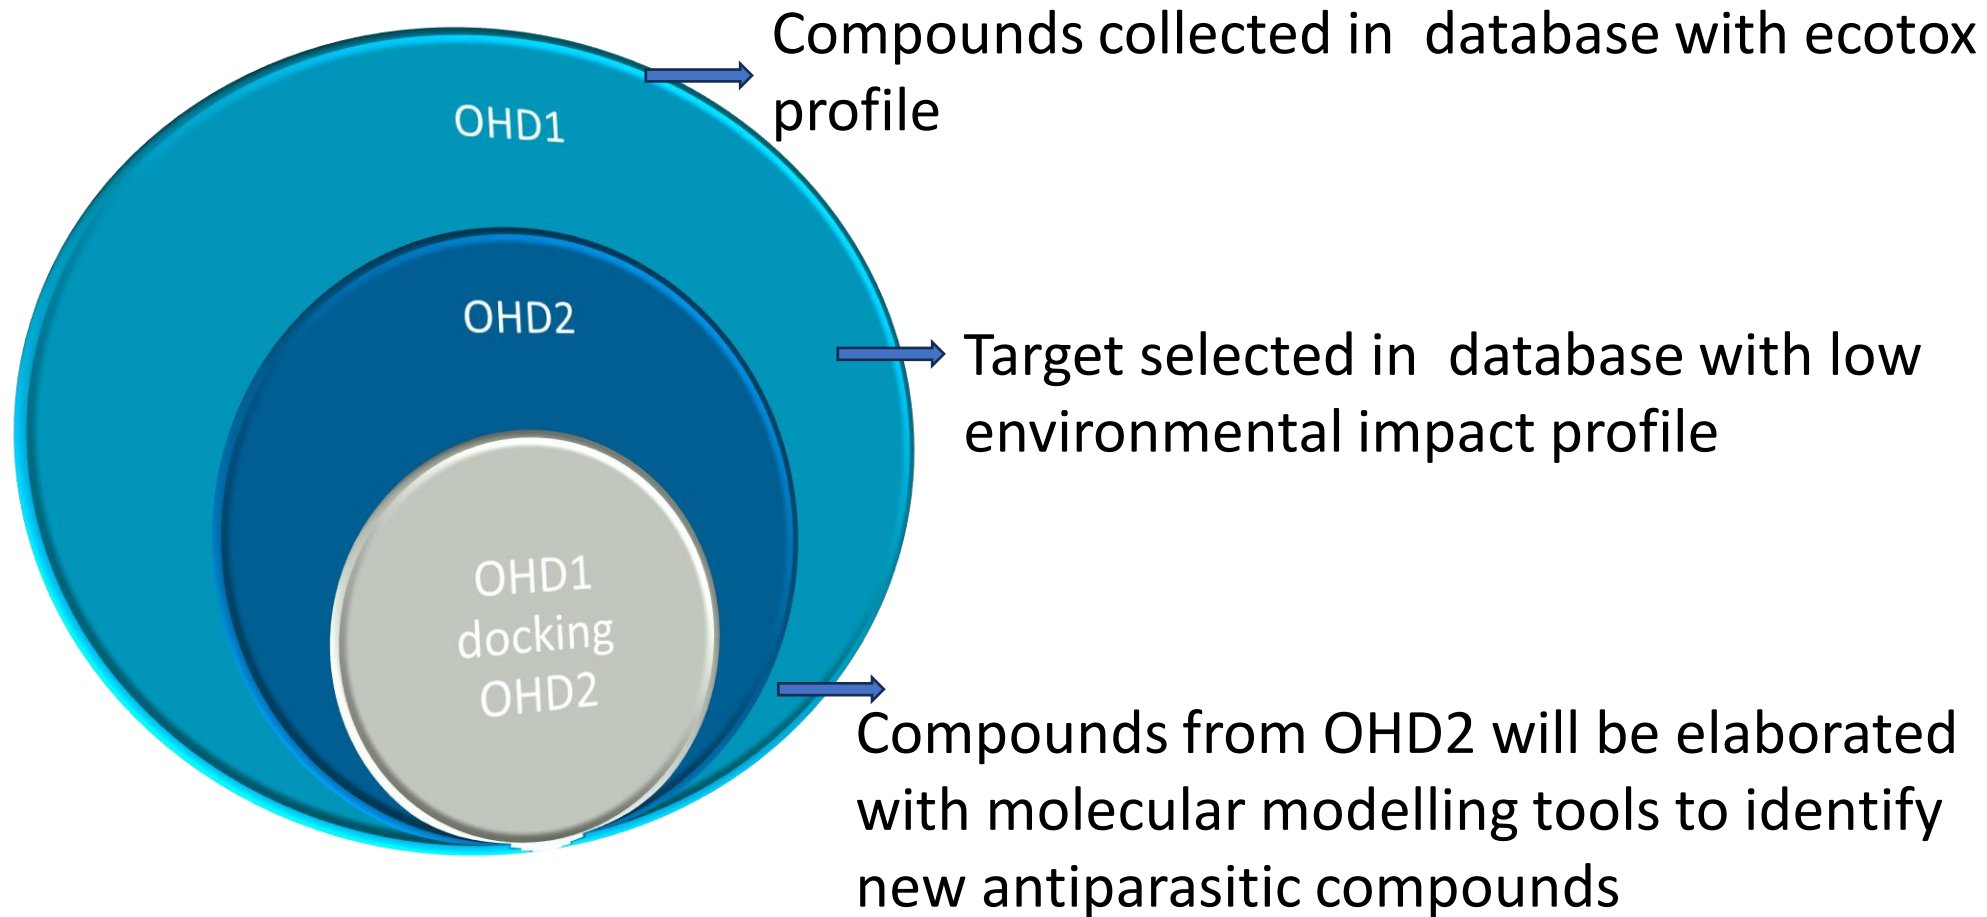 Compounds collected in  database with ecotox
profile
OHD1
OHD2
Target selected in  database with low
environmental impact profile
OHD1
docking
OHD2
Compounds from OHD2 will be elaborated
with molecular modelling tools to identify
new antiparasitic compounds